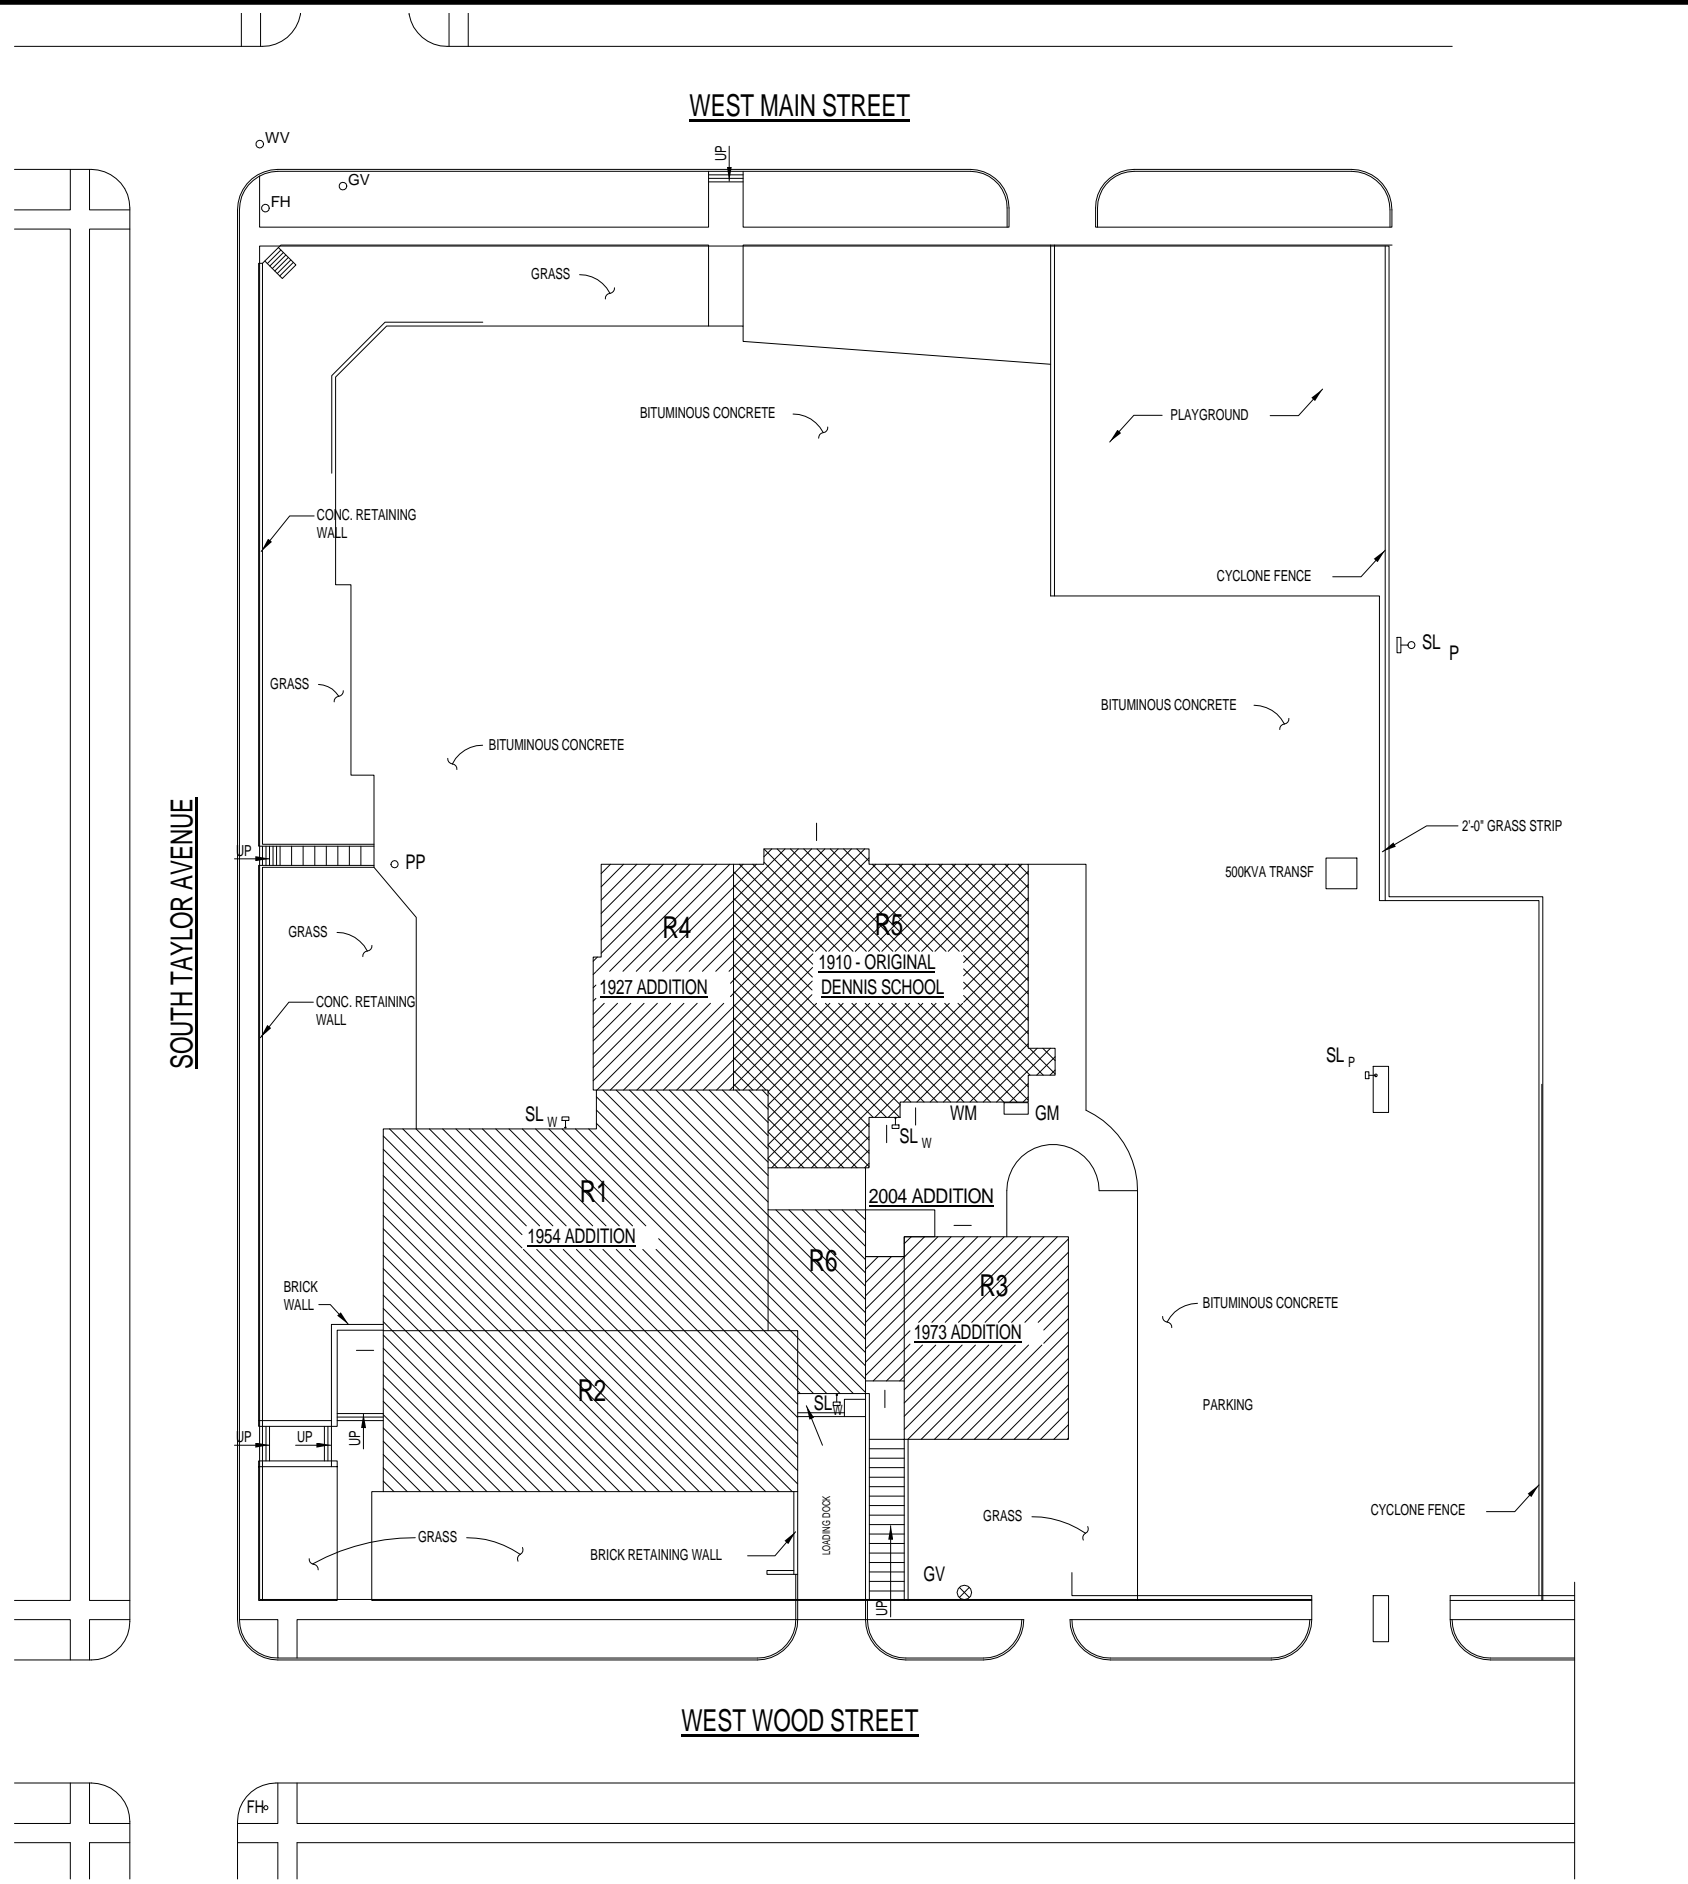 WEST MAIN STREET
WV
UP
GV
FH
GRASS
BITUMINOUS CONCRETE
PLAYGROUND
CONC. RETAINING
WALL
CYCLONE FENCE
SL P
GRASS
BITUMINOUS CONCRETE
BITUMINOUS CONCRETE
SOUTH TAYLOR AVENUE
2'-0" GRASS STRIP
UP
PP
500KVA TRANSF
R4
R5
GRASS
1910 - ORIGINAL
DENNIS SCHOOL
1927 ADDITION
CONC. RETAINING
WALL
SL P
SL W
WM
GM
SL W
R1
2004 ADDITION
1954 ADDITION
R6
R3
BRICK
WALL
BITUMINOUS CONCRETE
1973 ADDITION
R2
SL W
PARKING
UP
UP
UP
LOADING DOCK
CYCLONE FENCE
GRASS
GRASS
BRICK RETAINING WALL
GV
UP
WEST WOOD STREET
FH